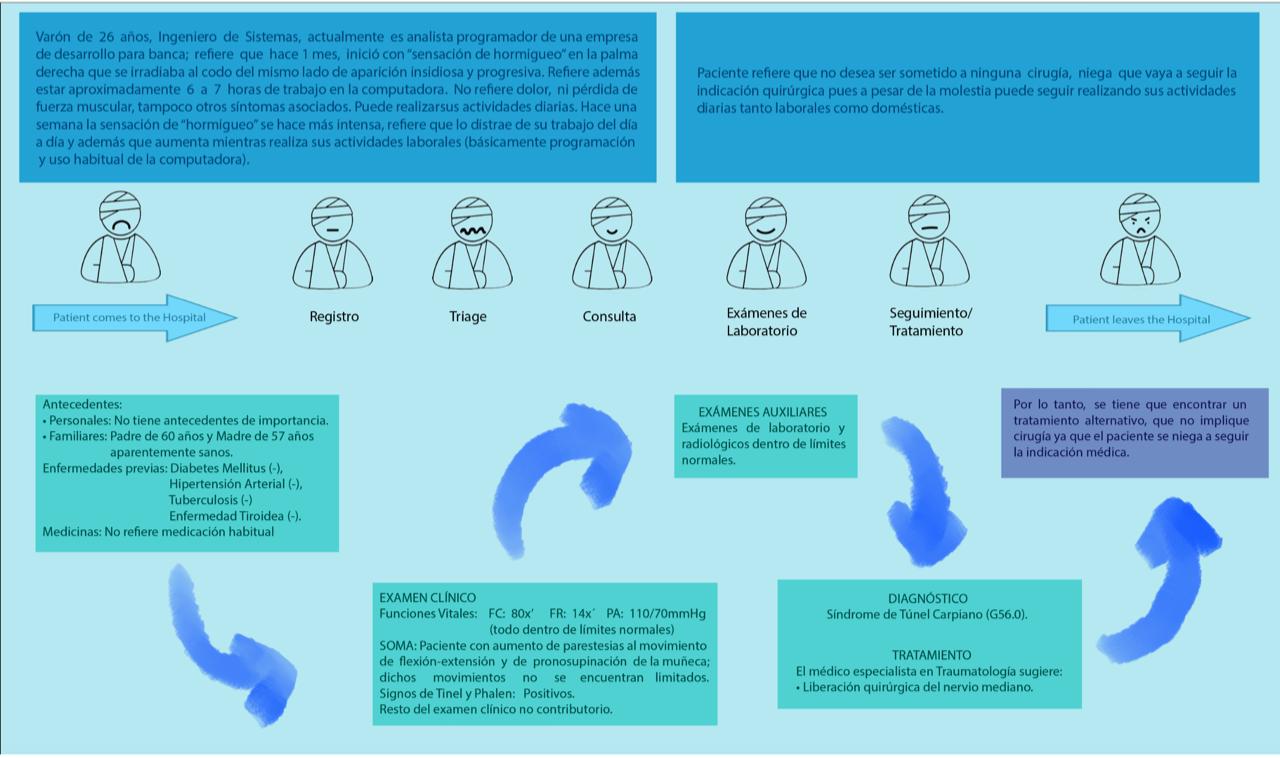 Varón de 26 años, Ingeniero de Sistemas, actualmente es analista programador de una empresa
de desarrollo para banca; refiere que hace 1 mes, inició con "sensación de hormigueo" en la palma
derecha que se irradiaba al codo del mismo lado de aparición insidiosa y progresiva. Refiere además
estar aproximadamente 6 a 7 horas de trabajo en la computadora. No refiere dolor, ni pérdida de
fuerza muscular, tampoco otros síntomas asociados. Puede realizarsus actividades diarias. Hace una
semana la sensación de "hormigueo" se hace más intensa, refiere que lo distrae de su trabajo del día
a día y además que aumenta mientras realiza sus actividades laborales (básicamente programación
y uso habitual de la computadora).
Paciente refiere que no desea ser sometido a ninguna cirugía, niega que vaya a seguir la
indicación quirúrgica pues a pesar de la molestia puede seguir realizando sus actividades
diarias tanto laborales como domésticas.
Patient comes to the Hospital
Registro
Triage
Consulta
Exámenes de
Laboratorio
Seguimiento/
Tratamiento
Patient leaves the Hospital
Antecedentes:
• Personales: No tiene antecedentes de importancia.
• Familiares: Padre de 60 años y Madre de 57 años
aparentemente sanos.
Enfermedades previas: Diabetes Mellitus (-),
Hipertensión Arterial (-),
Tuberculosis (-)
Enfermedad Tiroidea (-).
Medicinas: No refiere medicación habitual
EXAMEN CLÍNICO
Funciones Vitales: FC: 80x' FR: 14x´ PA: 110/70mmHg
(todo dentro de límites normales)
SOMA: Paciente con aumento de parestesias al movimiento
de flexión-extensión y de pronosupinación de la muñeca;
dichos movimientos no se encuentran limitados.
Signos de Tinel y Phalen: Positivos.
Resto del examen clínico no contributorio.
EXÁMENES AUXILIARES
Exámenes de laboratorio y
radiológicos dentro de límites
normales.
DIAGNÓSTICO
Síndrome de Túnel Carpiano (G56.0).
TRATAMIENTO
El médico especialista en Traumatología sugiere:
• Liberación quirúrgica del nervio mediano.
Por lo tanto, se tiene que encontrar un
tratamiento alternativo, que no implique
cirugía ya que el paciente se niega a seguir
la indicación médica.